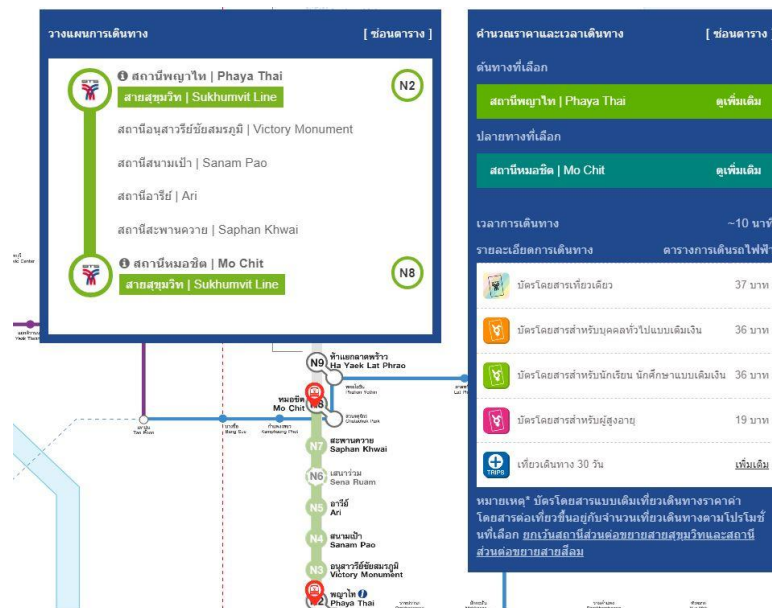 วางแผนการเดินทาง [ ซ่อนตาราง ]
สถานีพญาไท | Phaya Thai
สายสุขุมวิท | Sukhumvit Line
N2
สถานีอนุสาวรีย์ชัยสมรภูมิ | Victory Monument
สถานีสนามเป้า | Sanam Pao
สถานีอารีย์ | Ari
สถานีสะพานควาย | Saphan Khwai
สถานีหมอชิต | Mo Chit
สายสุขุมวิท | Sukhumvit Line
N8
คำนวณราคาและเวลาเดินทาง [ ซ่อนตาราง ]
ต้นทางที่เลือก
สถานีพญาไท | Phaya Thai ดูเพิ่มเติม
ปลายทางที่เลือก
สถานีหมอชิต | Mo Chit ดูเพิ่มเติม
เวลาการเดินทาง ~10 นาที
รายละเอียดการเดินทาง ตารางการเดินรถไฟฟ้า
บัตรโดยสารเที่ยวเดียว 37 บาท
บัตรโดยสารสำหรับบุคคลทั่วไปแบบเติมเงิน 36 บาท
บัตรโดยสารสำหรับนักเรียน นักศึกษาแบบเติมเงิน 36 บาท
บัตรโดยสารสำหรับผู้สูงอายุ 19 บาท
TRIPS
เที่ยวเดินทาง 30 วัน เพิ่มเติม
หมายเหตุ* บัตรโดยสารแบบเติมเที่ยวเดินทางราคาค่า
โดยสารต่อเที่ยวขึ้นอยู่กับจำนวนเที่ยวเดินทางตามโปรโมชั่
นที่เลือก ยกเว้นสถานีส่วนต่อขยายสายสุขุมวิทและสถานี
ส่วนต่อขยายสายสีลม
N9
ห้าแยกลาดพร้าว
Ha Yaek Lat Phrao
หมอชิต
Mo Chit
สะพานควาย
N7
Saphan Khwai
เสนาร่วม
N6
Sena Ruam
อารีย์
N5
Ari
สนามเป้า
N4
Sanam Pao
อนุสาวรีย์ชัยสมรภูมิ
N3
Victory Monument
พญาไท
Phaya Thai